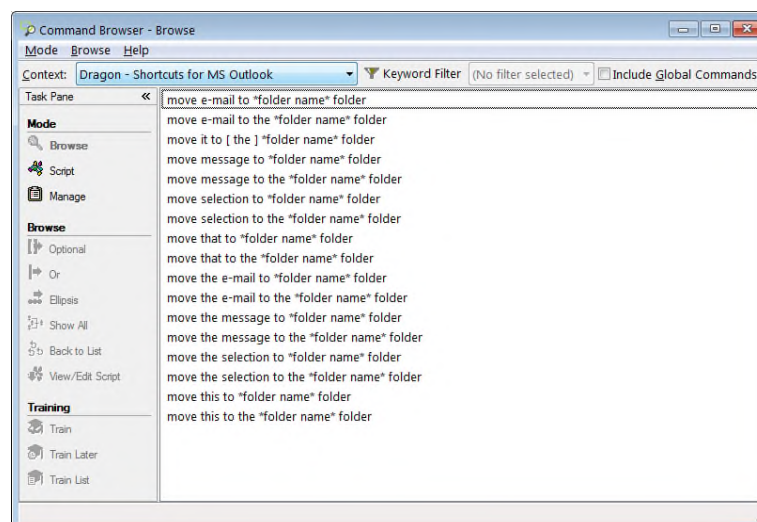 Command Browser - Browse
Mode Browse Help
Context: Dragon - Shortcuts for MS Outlook Keyword Filter (No filter selected) Include Global Commands
Task Pane «
Mode
Browse
Script
Manage
Browse
Optional
Or
Ellipsis
Show All
Back to List
View/Edit Script
Training
Train
Train Later
Train List
move e-mail to *folder name* folder
move e-mail to the *folder name* folder
move it to [ the ] *folder name* folder
move message to *folder name* folder
move message to the *folder name* folder
move selection to *folder name* folder
move selection to the *folder name* folder
move that to *folder name* folder
move that to the *folder name* folder
move the e-mail to *folder name* folder
move the e-mail to the *folder name* folder
move the message to *folder name* folder
move the message to the *folder name* folder
move the selection to *folder name* folder
move the selection to the *folder name* folder
move this to *folder name* folder
move this to the *folder name* folder